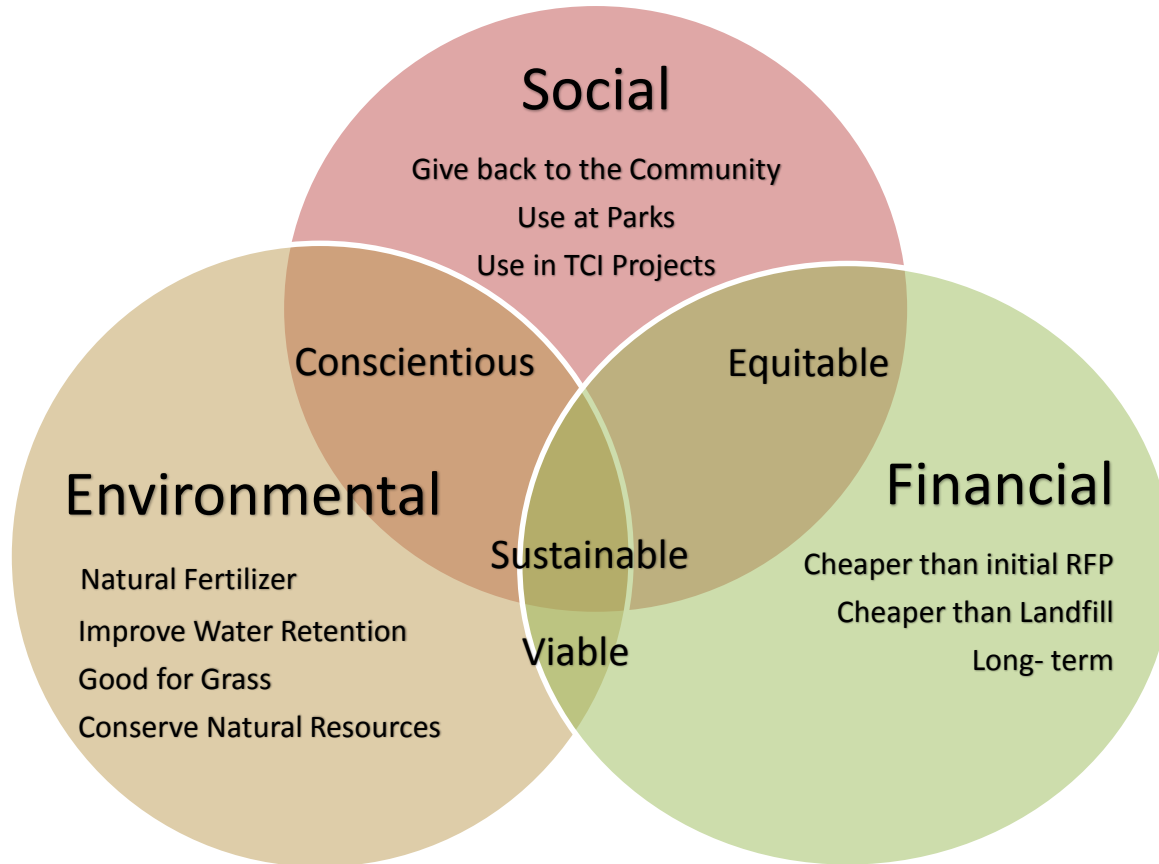 Social
Give back to the Community
Use at Parks
Use in TCI Projects
Conscientious
Equitable
Environmental
Natural Fertilizer
Improve Water Retention
Good for Grass
Conserve Natural Resources
Financial
Cheaper than initial RFP
Cheaper than Landfill
Long- term
Sustainable
Viable